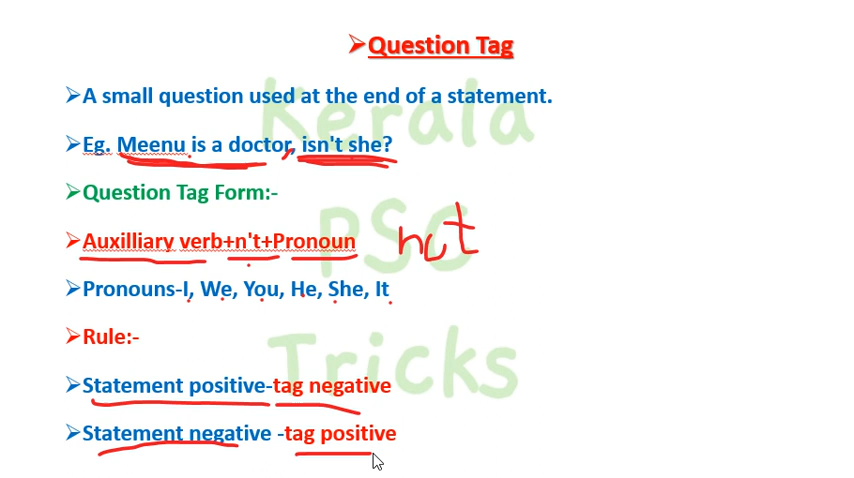 Question Tag
A small question used at the end of a statement.
Eg. Meenu is a doctor, isn't she?
Question Tag Form:-
Auxilliary verb+n't+Pronoun
not
Pronouns-I, We, You, He, She, It
Rule:-
Statement positive-tag negative
Statement negative -tag positive
Kerala
PSC
Tricks